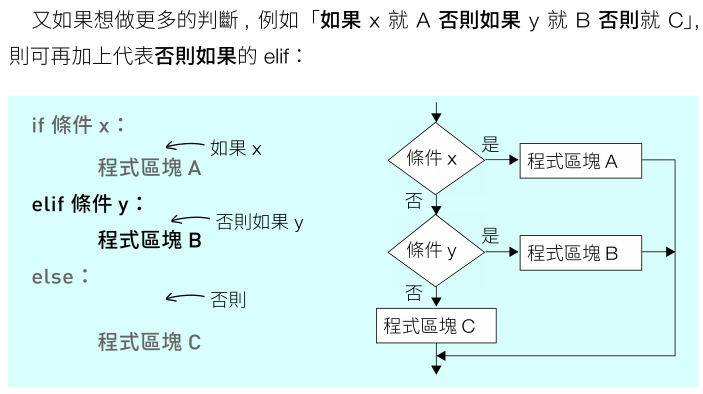 又如果想做更多的判斷，例如「如果 x 就 A 否則如果 y 就 B 否則就 C」，
則可再加上代表否則如果的 elif：
if 條件 x：
如果 x
程式區塊 A
elif 條件 y：
否則如果 y
程式區塊 B
else：
否則
程式區塊 C
條件 x
是
程式區塊 A
否
條件 y
是
程式區塊 B
否
程式區塊 C